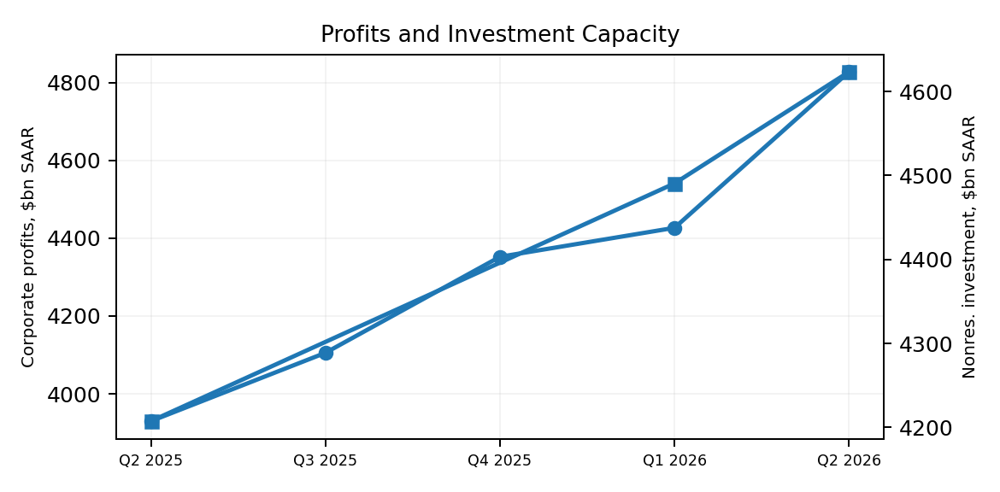 Profits and Investment Capacity
Corporate profits, $bn SAAR
4800
4600
4400
4200
4000
4600
4500
4400
4300
4200
Nonres. investment, $bn SAAR
Q2 2025
Q3 2025
Q4 2025
Q1 2026
Q2 2026